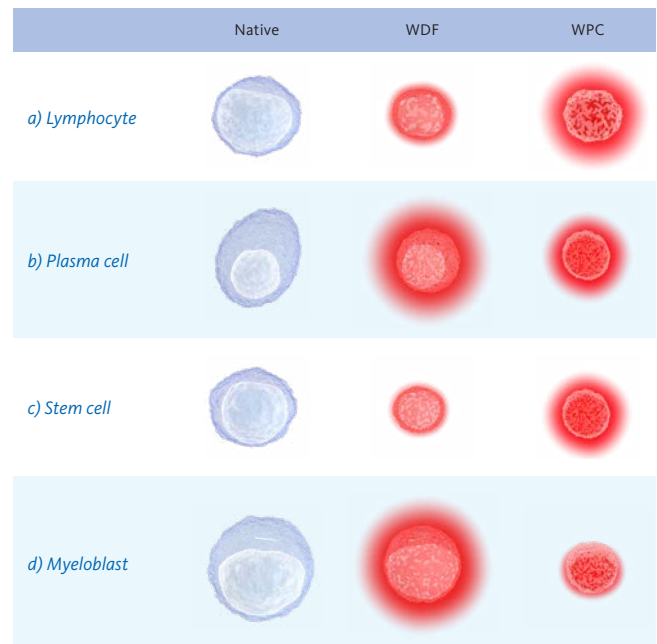 Native WDF WPC
a) Lymphocyte
b) Plasma cell
c) Stem cell
d) Myeloblast